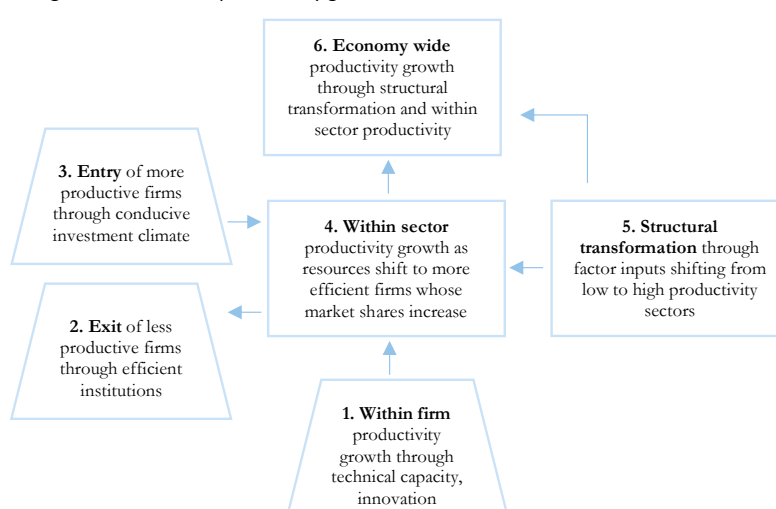 6. Economy wide
productivity growth
through structural
transformation and within
sector productivity
3. Entry of more
productive firms
through conducive
investment climate
4. Within sector
productivity growth as
resources shift to more
efficient firms whose
market shares increase
5. Structural
transformation through
factor inputs shifting from
low to high productivity
sectors
2. Exit of less
productive firms
through efficient
institutions
1. Within firm
productivity
growth through
technical capacity,
innovation